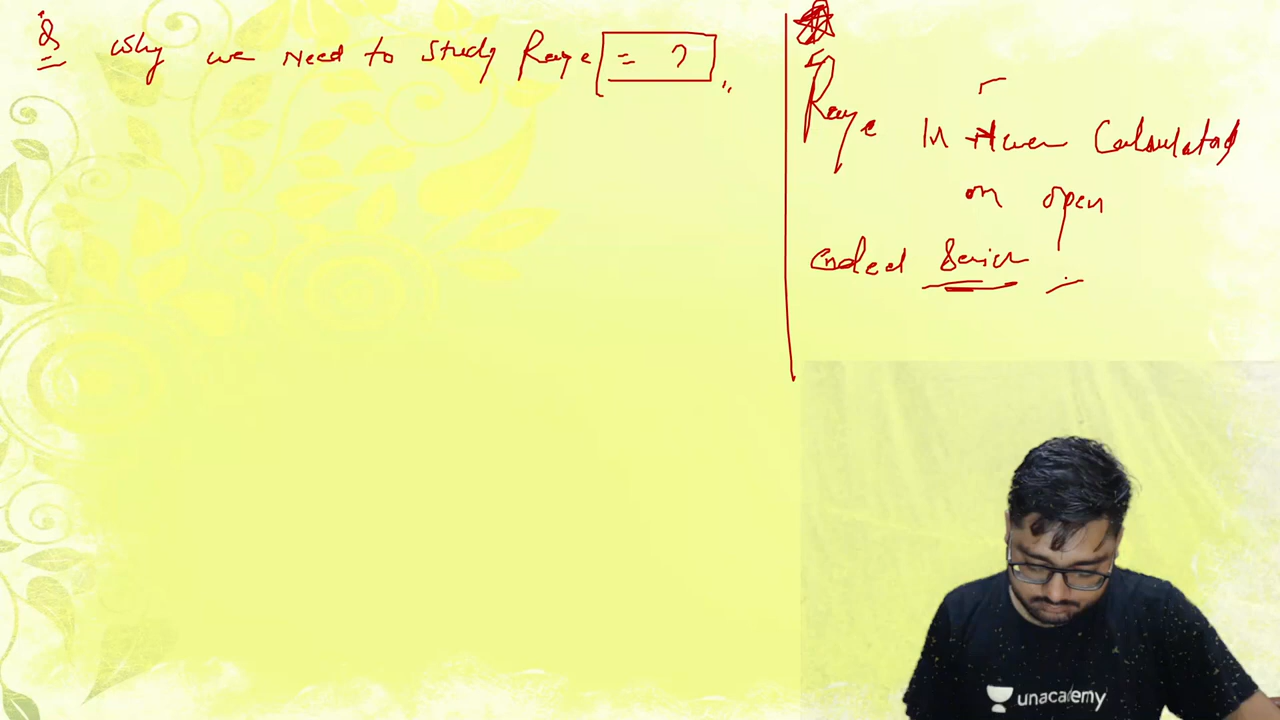 Q Why we need to study Range = ?
Range is never Calculated
on open
ended Series
unacademy